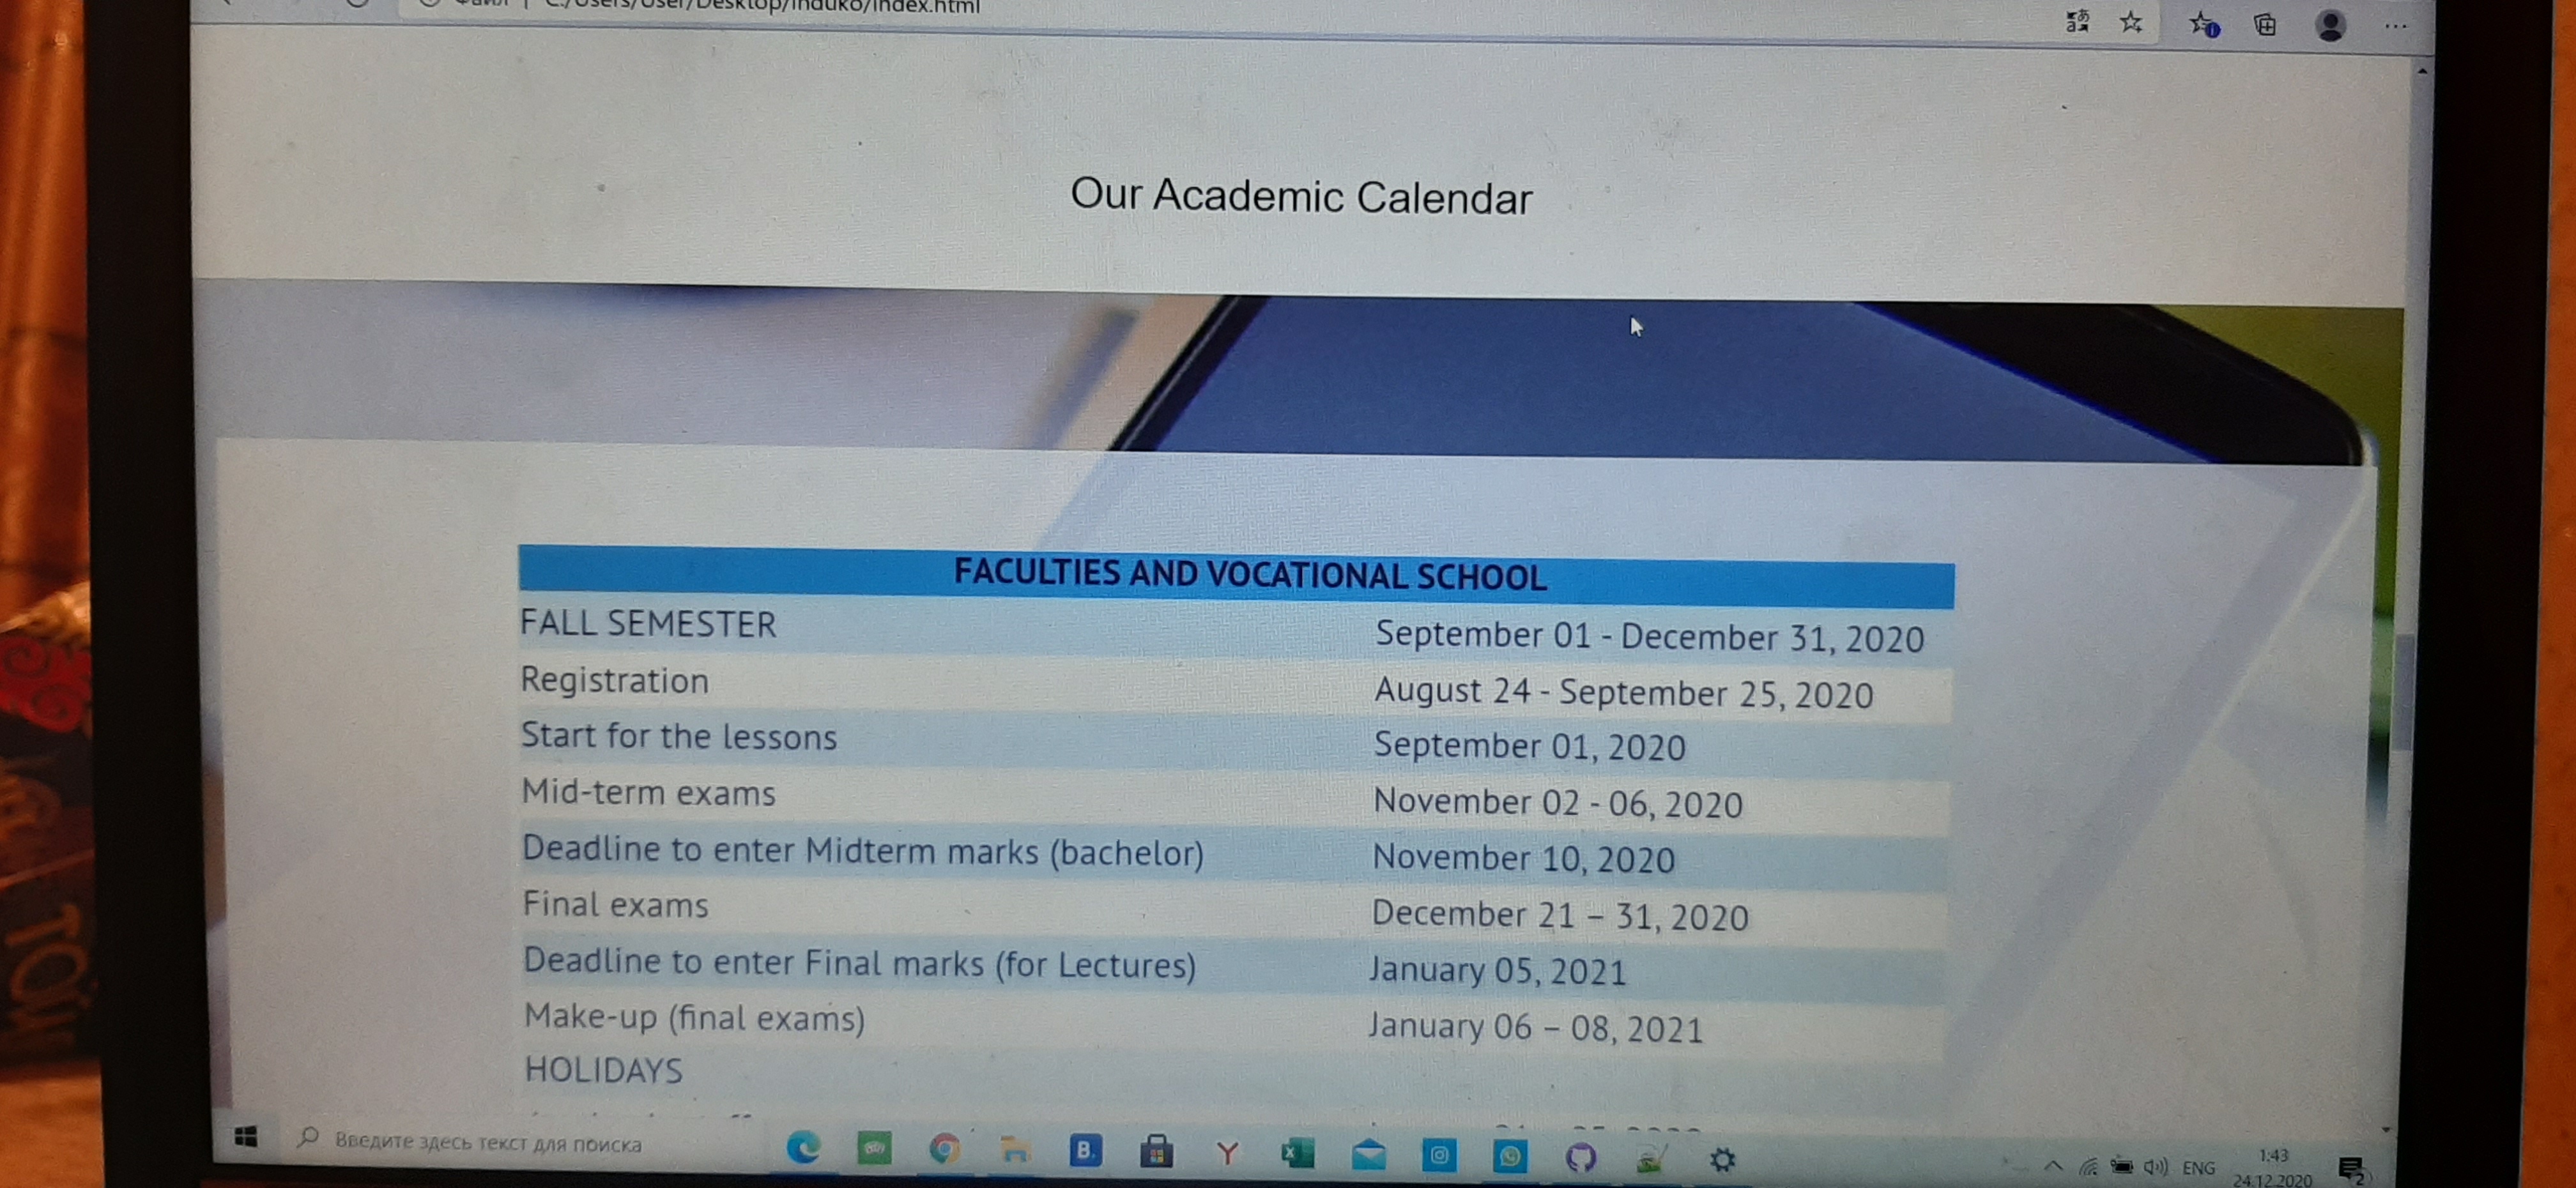 C:/Users/User/Desktop/induko/index.html
Our Academic Calendar
FACULTIES AND VOCATIONAL SCHOOL
FALL SEMESTER September 01 - December 31, 2020
Registration August 24 - September 25, 2020
Start for the lessons September 01, 2020
Mid-term exams November 02 - 06, 2020
Deadline to enter Midterm marks (bachelor) November 10, 2020
Final exams December 21 – 31, 2020
Deadline to enter Final marks (for Lectures) January 05, 2021
Make-up (final exams) January 06 – 08, 2021
HOLIDAYS
Введите здесь текст для поиска
ENG
1:43
24.12.2020